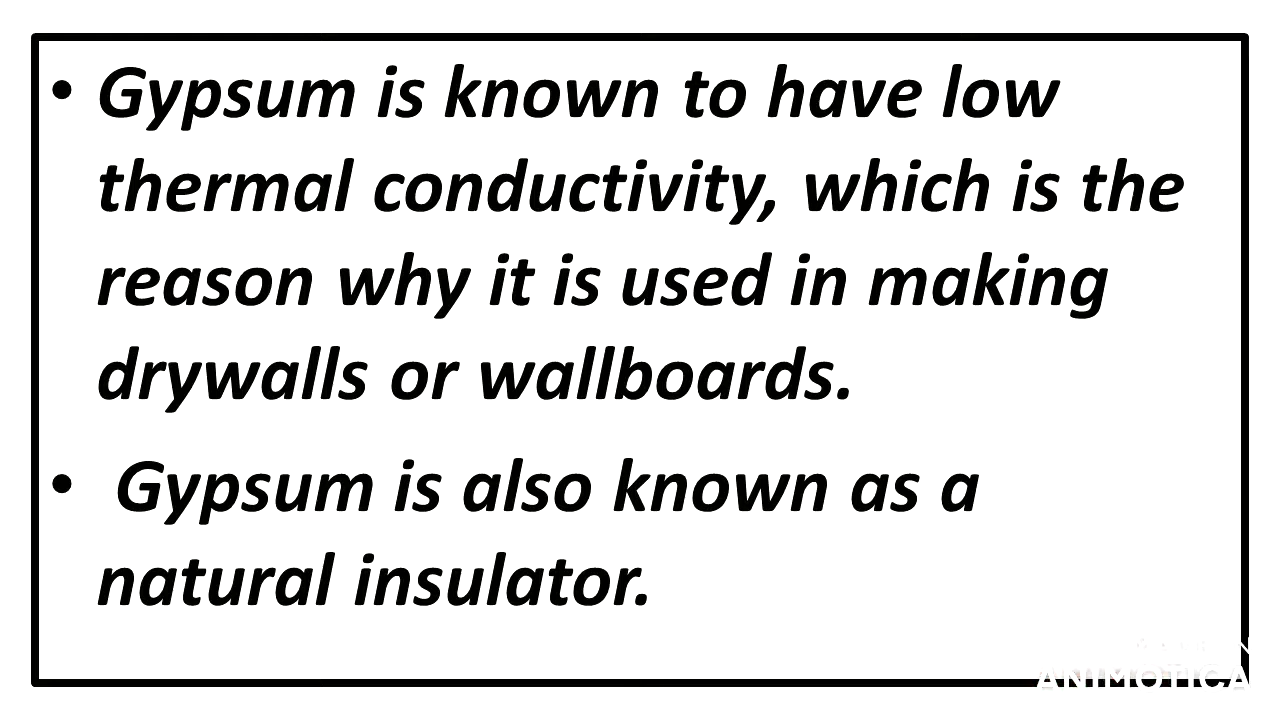 • Gypsum is known to have low
thermal conductivity, which is the
reason why it is used in making
drywalls or wallboards.
• Gypsum is also known as a
natural insulator.
ANIMOTICA